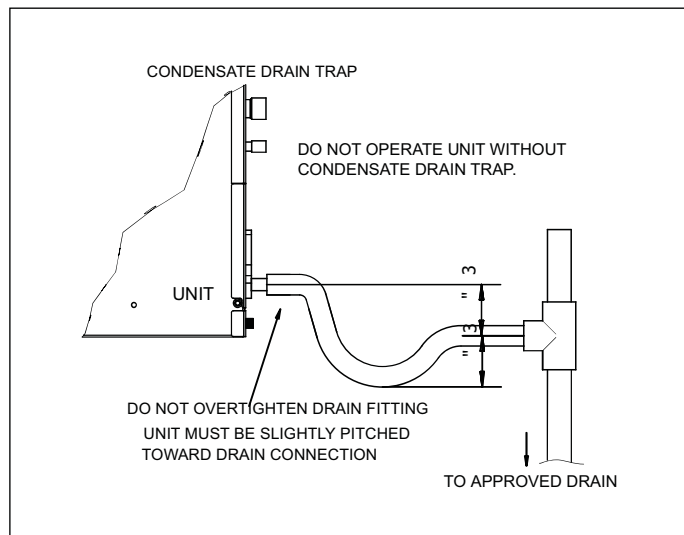 CONDENSATE DRAIN TRAP
DO NOT OPERATE UNIT WITHOUT
CONDENSATE DRAIN TRAP.
3
"
UNIT
3
"
DO NOT OVERTIGHTEN DRAIN FITTING
UNIT MUST BE SLIGHTLY PITCHED
TOWARD DRAIN CONNECTION
TO APPROVED DRAIN